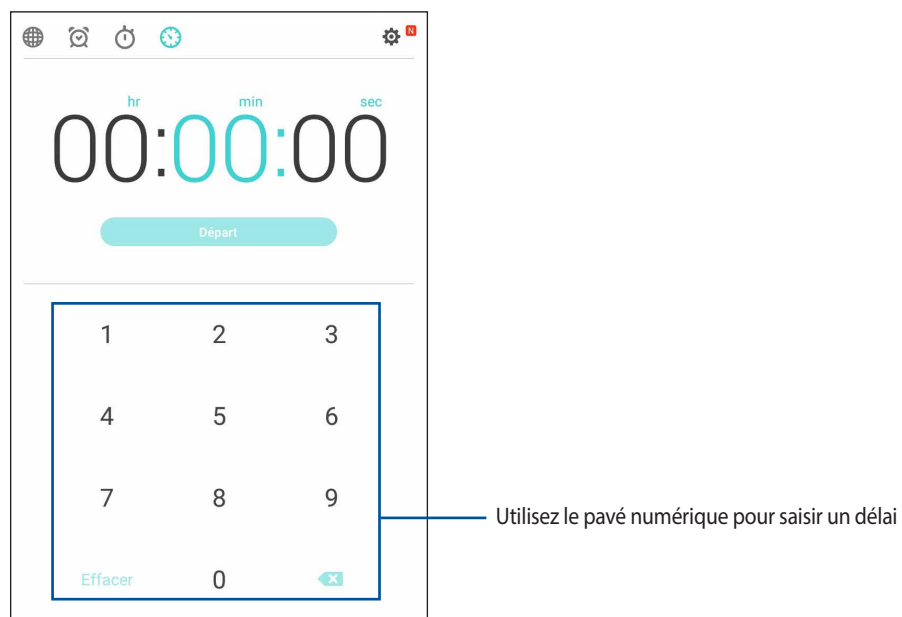 N
hr min sec
00:00:00
Départ
1 2 3
4 5 6
7 8 9
Utilisez le pavé numérique pour saisir un délai
Effacer 0